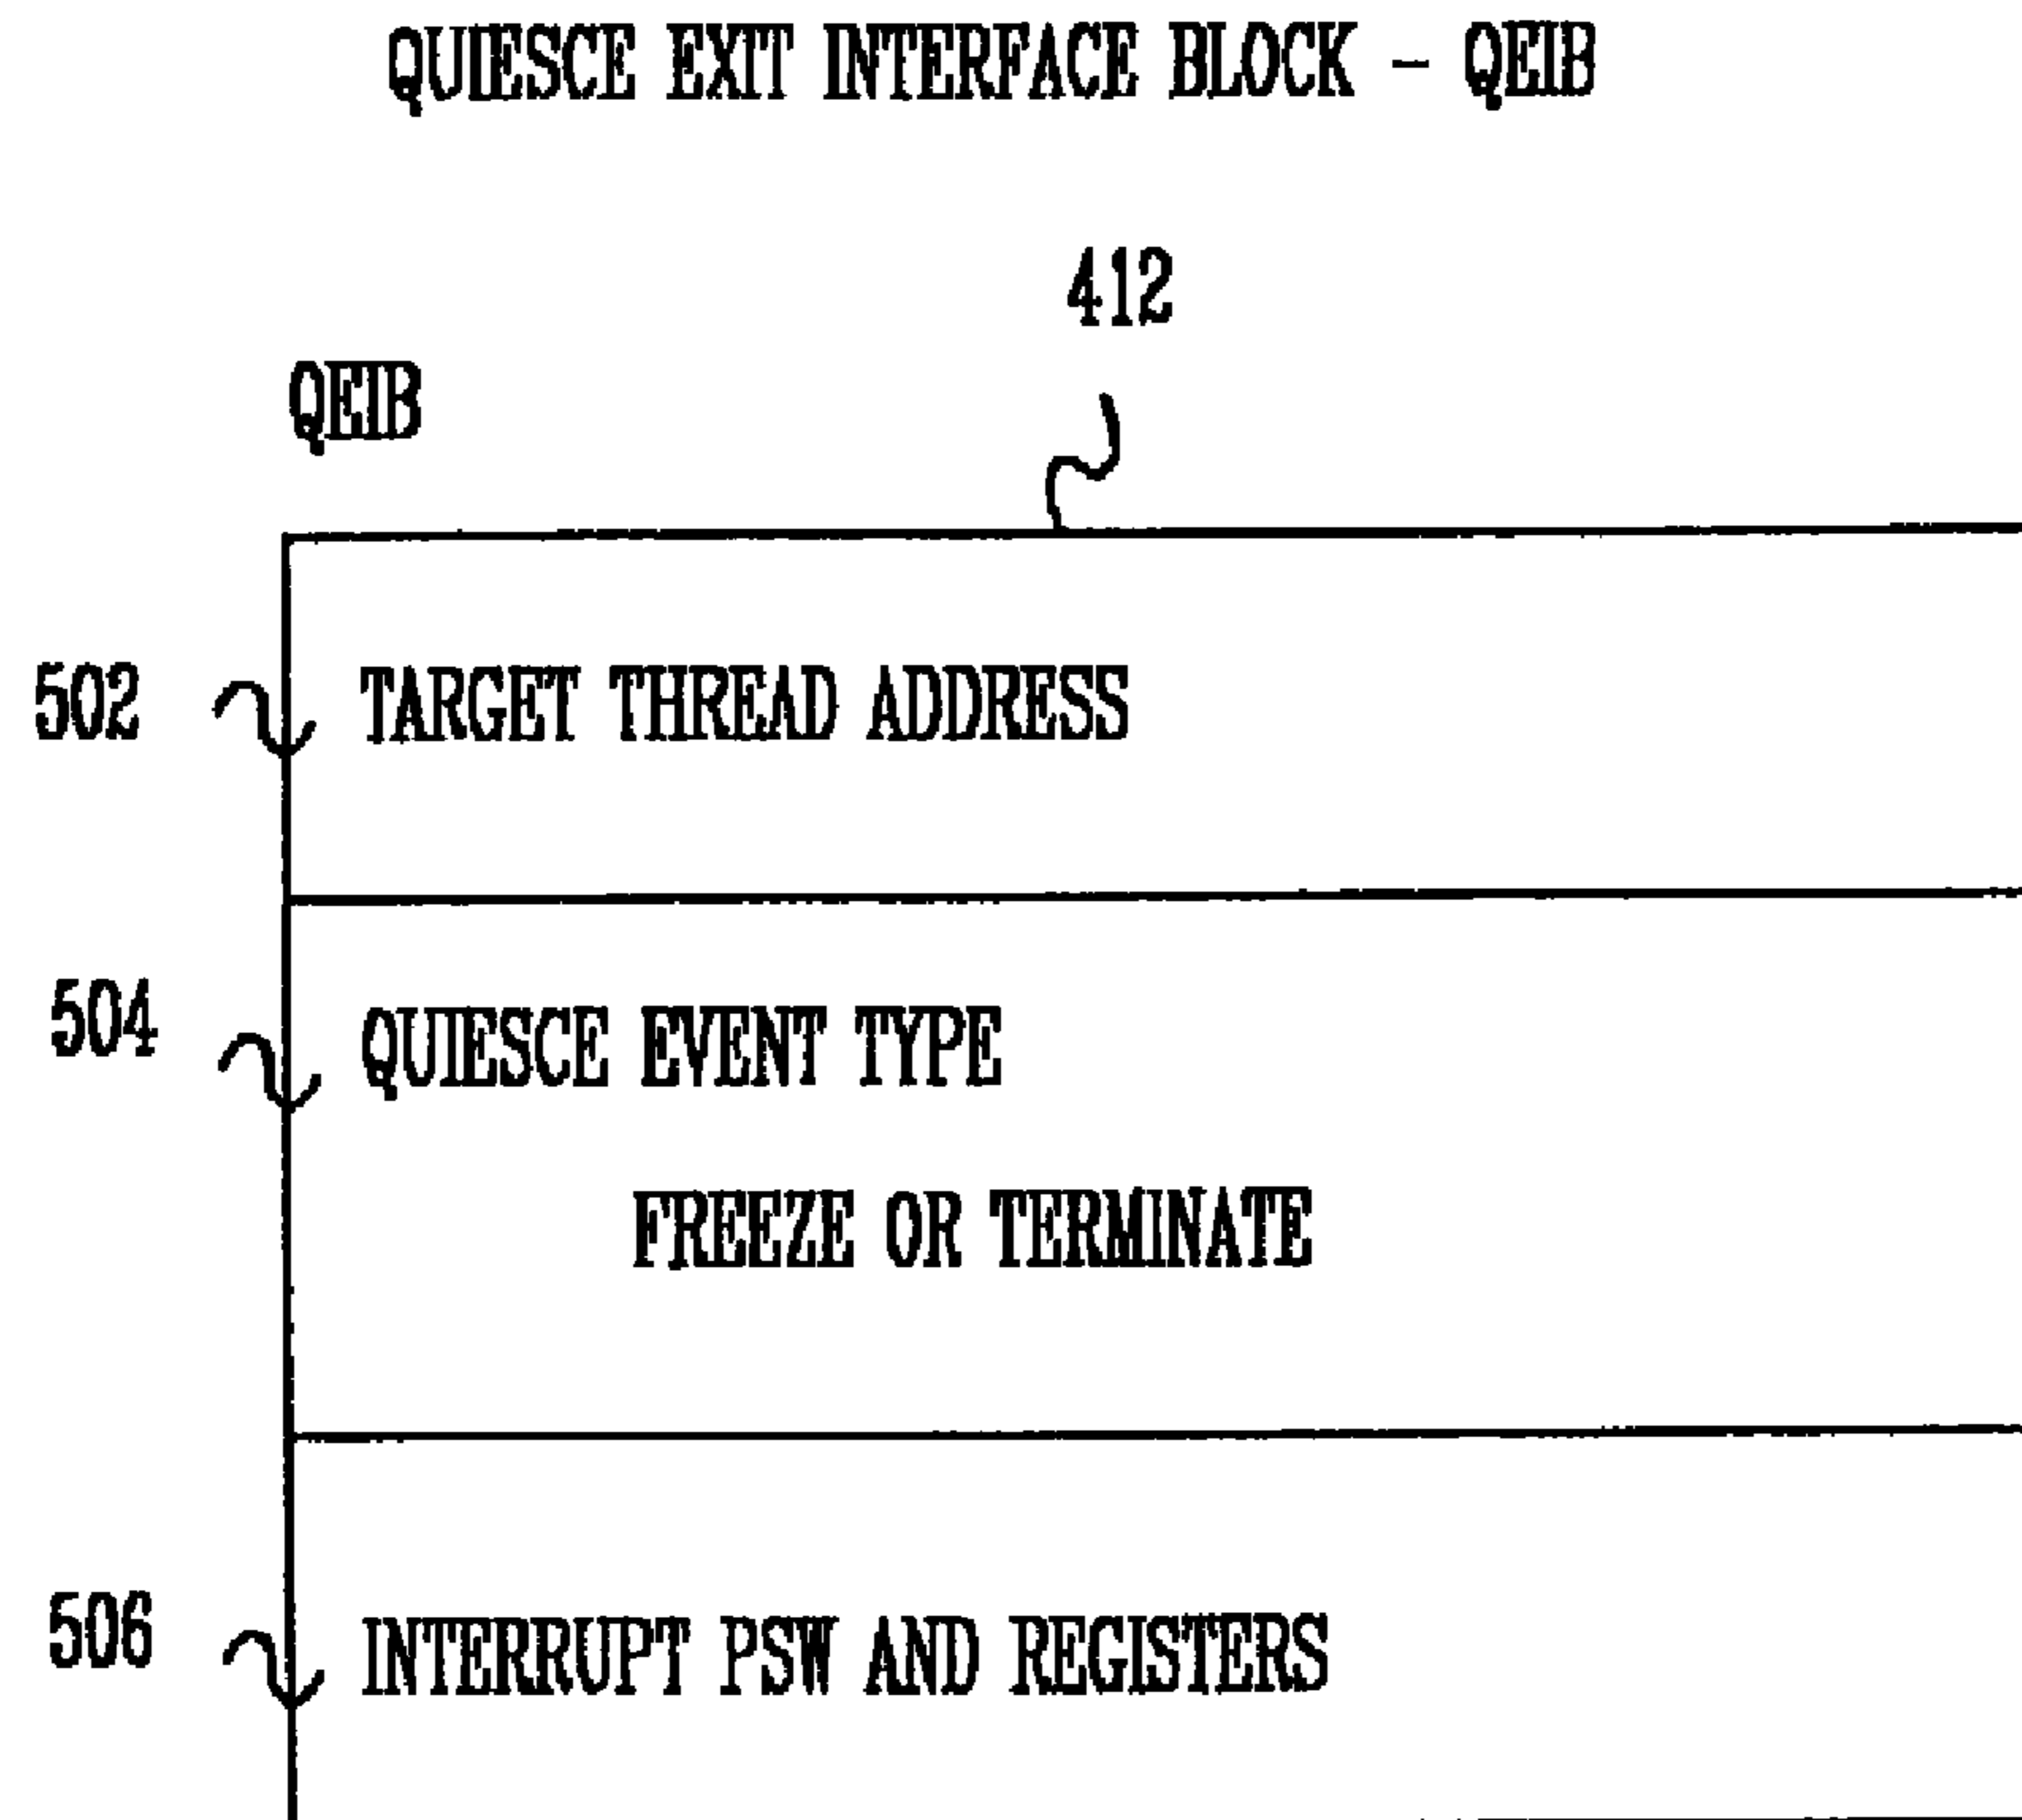 QUIESCE EXIT INTERFACE BLOCK - QEIB
412
QEIB
502 TARGET THREAD ADDRESS
504 QUIESCE EVENT TYPE
FREEZE OR TERMINATE
506 INTERRUPT PSW AND REGISTERS